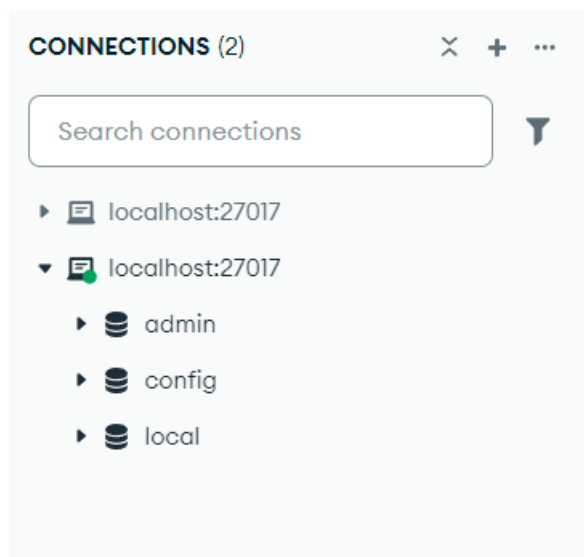 CONNECTIONS (2)
Search connections
localhost:27017
localhost:27017
admin
config
local